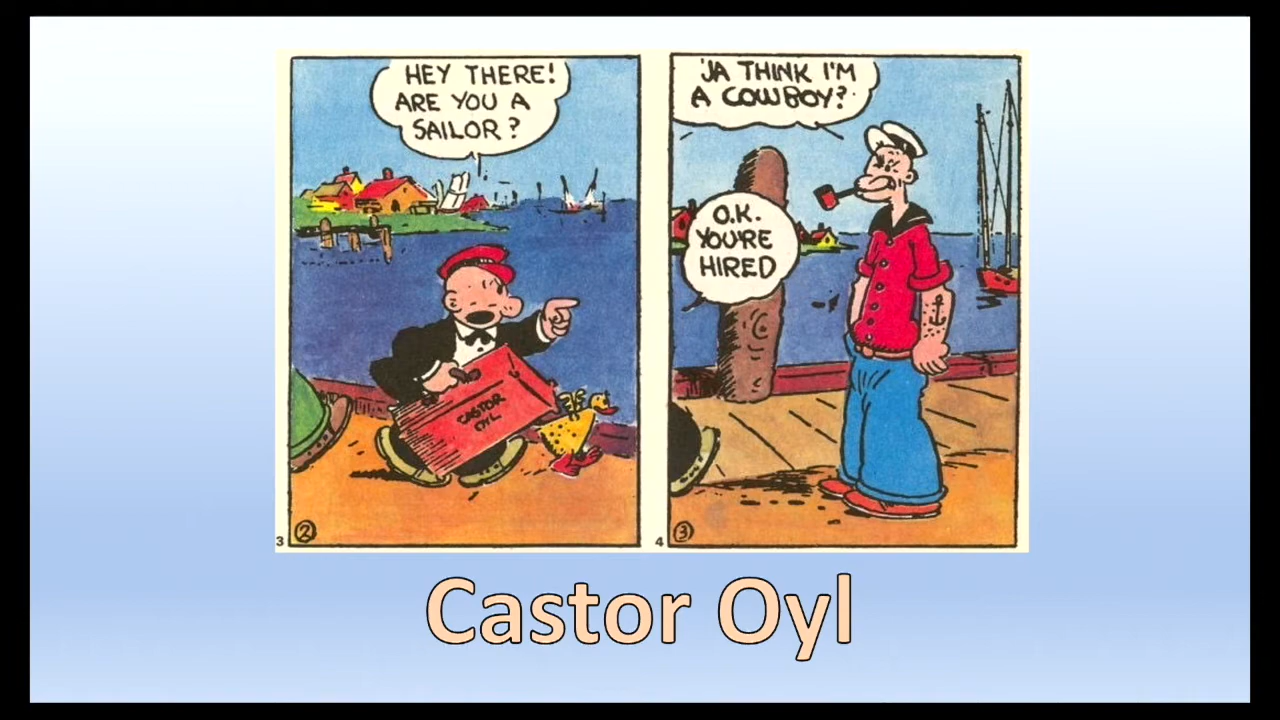 HEY THERE!
ARE YOU A
SAILOR?
CASTOR
OYL
2
3
'JA THINK I'M
A COWBOY?
O.K.
YOU'RE
HIRED
3
4
Castor Oyl